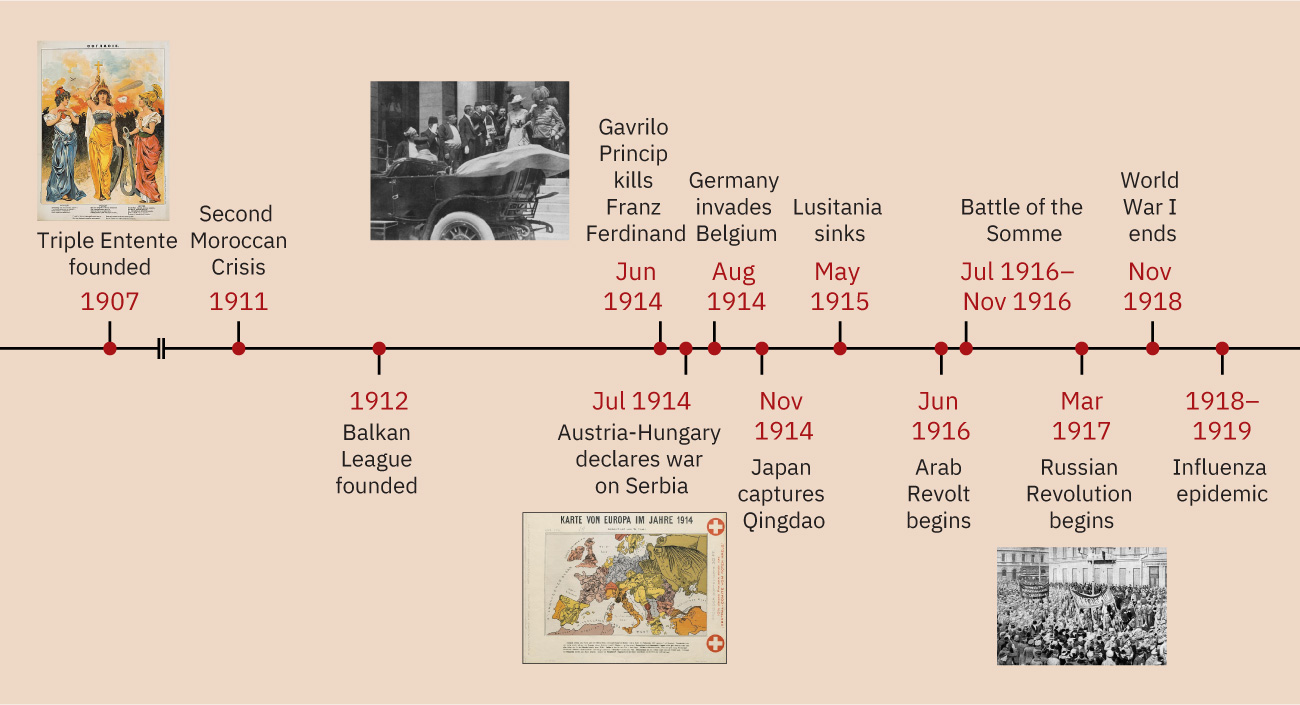 Triple Entente
founded
1907
Second
Moroccan
Crisis
1911
1912
Balkan
League
founded
Gavrilo
Princip
kills
Franz
Ferdinand
Jun
1914
Jul 1914
Austria-Hungary
declares war
on Serbia
KARTE VON EUROPA IM JAHRE 1914
Germany
invades
Belgium
Aug
1914
Nov
1914
Japan
captures
Qingdao
Lusitania
sinks
May
1915
Jun
1916
Arab
Revolt
begins
Battle of the
Somme
Jul 1916–
Nov 1916
Mar
1917
Russian
Revolution
begins
World
War I
ends
Nov
1918
1918–
1919
Influenza
epidemic